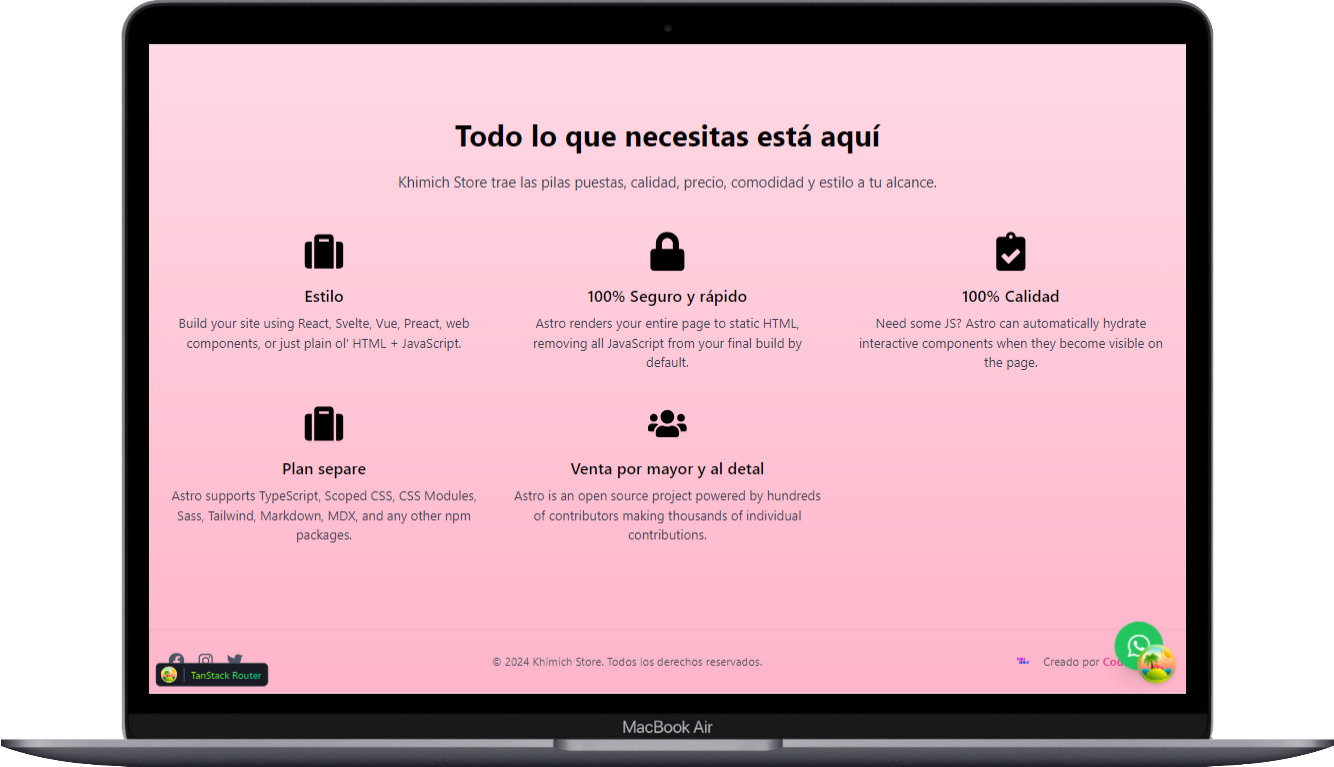 Todo lo que necesitas está aquí
Khimich Store trae las pilas puestas, calidad, precio, comodidad y estilo a tu alcance.
Estilo
Build your site using React, Svelte, Vue, Preact, web
components, or just plain ol' HTML + JavaScript.
100% Seguro y rápido
Astro renders your entire page to static HTML,
removing all JavaScript from your final build by
default.
100% Calidad
Need some JS? Astro can automatically hydrate
interactive components when they become visible on
the page.
Plan separe
Astro supports TypeScript, Scoped CSS, CSS Modules,
Sass, Tailwind, Markdown, MDX, and any other npm
packages.
Venta por mayor y al detal
Astro is an open source project powered by hundreds
of contributors making thousands of individual
contributions.
TanStack Router
© 2024 Khimich Store. Todos los derechos reservados.
Creado por
MacBook Air